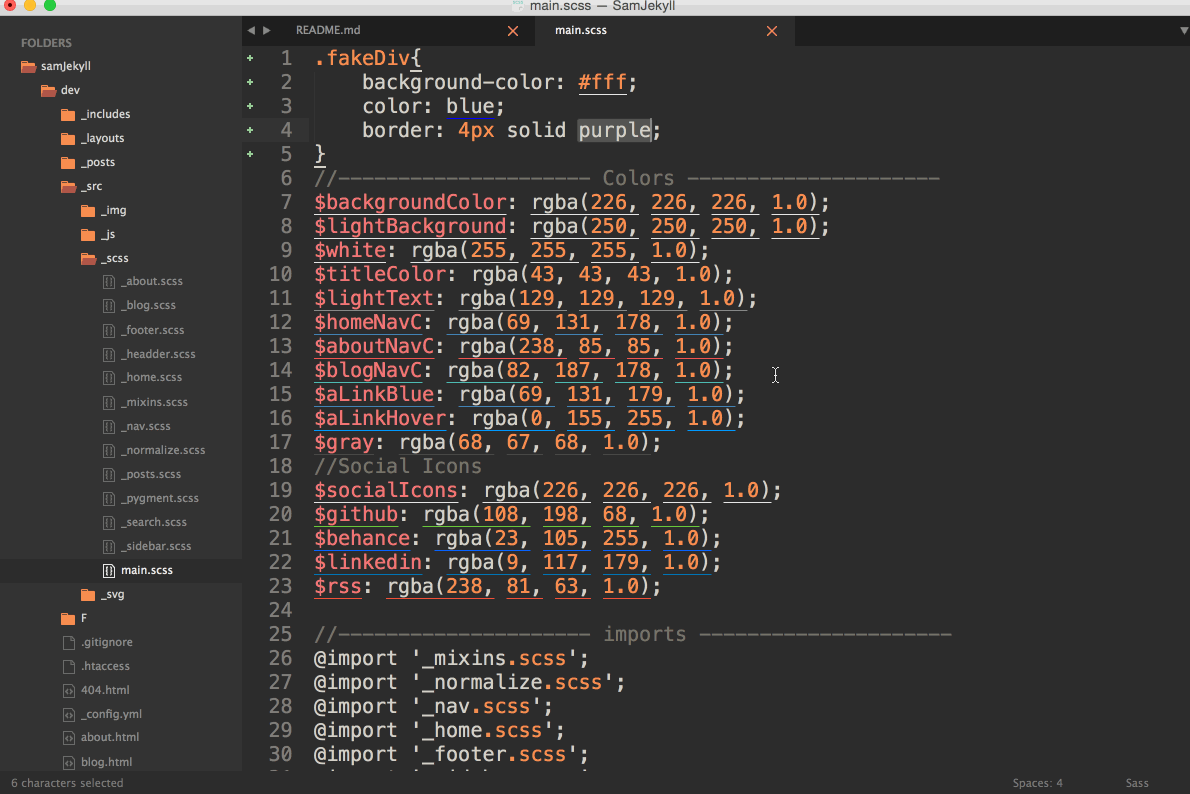 main.scss — SamJekyll
FOLDERS
samJekyll
dev
_includes
_layouts
_posts
_src
_img
_js
_scss
_about.scss
_blog.scss
_footer.scss
_headder.scss
_home.scss
_mixins.scss
_nav.scss
_normalize.scss
_posts.scss
_pygment.scss
_search.scss
_sidebar.scss
main.scss
_svg
F
.gitignore
.htaccess
404.html
_config.yml
about.html
blog.html
README.md
main.scss
1 .fakeDiv{
2 background-color: #fff;
3 color: blue;
4 border: 4px solid purple;
5 }
6 //--------------------- Colors ---------------------
7 $backgroundColor: rgba(226, 226, 226, 1.0);
8 $lightBackground: rgba(250, 250, 250, 1.0);
9 $white: rgba(255, 255, 255, 1.0);
10 $titleColor: rgba(43, 43, 43, 1.0);
11 $lightText: rgba(129, 129, 129, 1.0);
12 $homeNavC: rgba(69, 131, 178, 1.0);
13 $aboutNavC: rgba(238, 85, 85, 1.0);
14 $blogNavC: rgba(82, 187, 178, 1.0);
15 $aLinkBlue: rgba(69, 131, 179, 1.0);
16 $aLinkHover: rgba(0, 155, 255, 1.0);
17 $gray: rgba(68, 67, 68, 1.0);
18 //Social Icons
19 $socialIcons: rgba(226, 226, 226, 1.0);
20 $github: rgba(108, 198, 68, 1.0);
21 $behance: rgba(23, 105, 255, 1.0);
22 $linkedin: rgba(9, 117, 179, 1.0);
23 $rss: rgba(238, 81, 63, 1.0);
24
25 //--------------------- imports ---------------------
26 @import '_mixins.scss';
27 @import '_normalize.scss';
28 @import '_nav.scss';
29 @import '_home.scss';
30 @import '_footer.scss';
6 characters selected
Spaces: 4
Sass